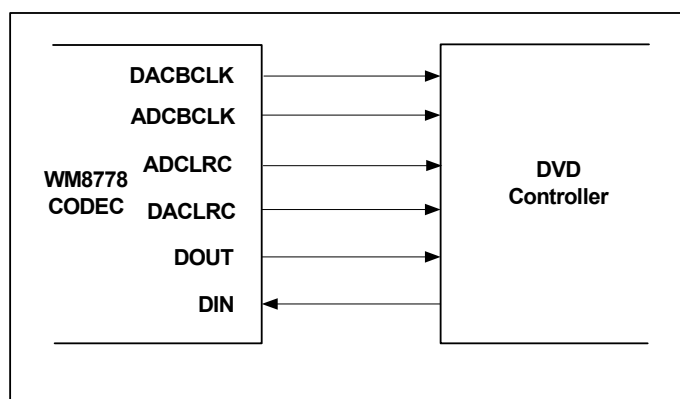 DACBCLK
ADCBCLK
ADCLRC
WM8778
CODEC
DACLRC
DOUT
DIN
DVD
Controller